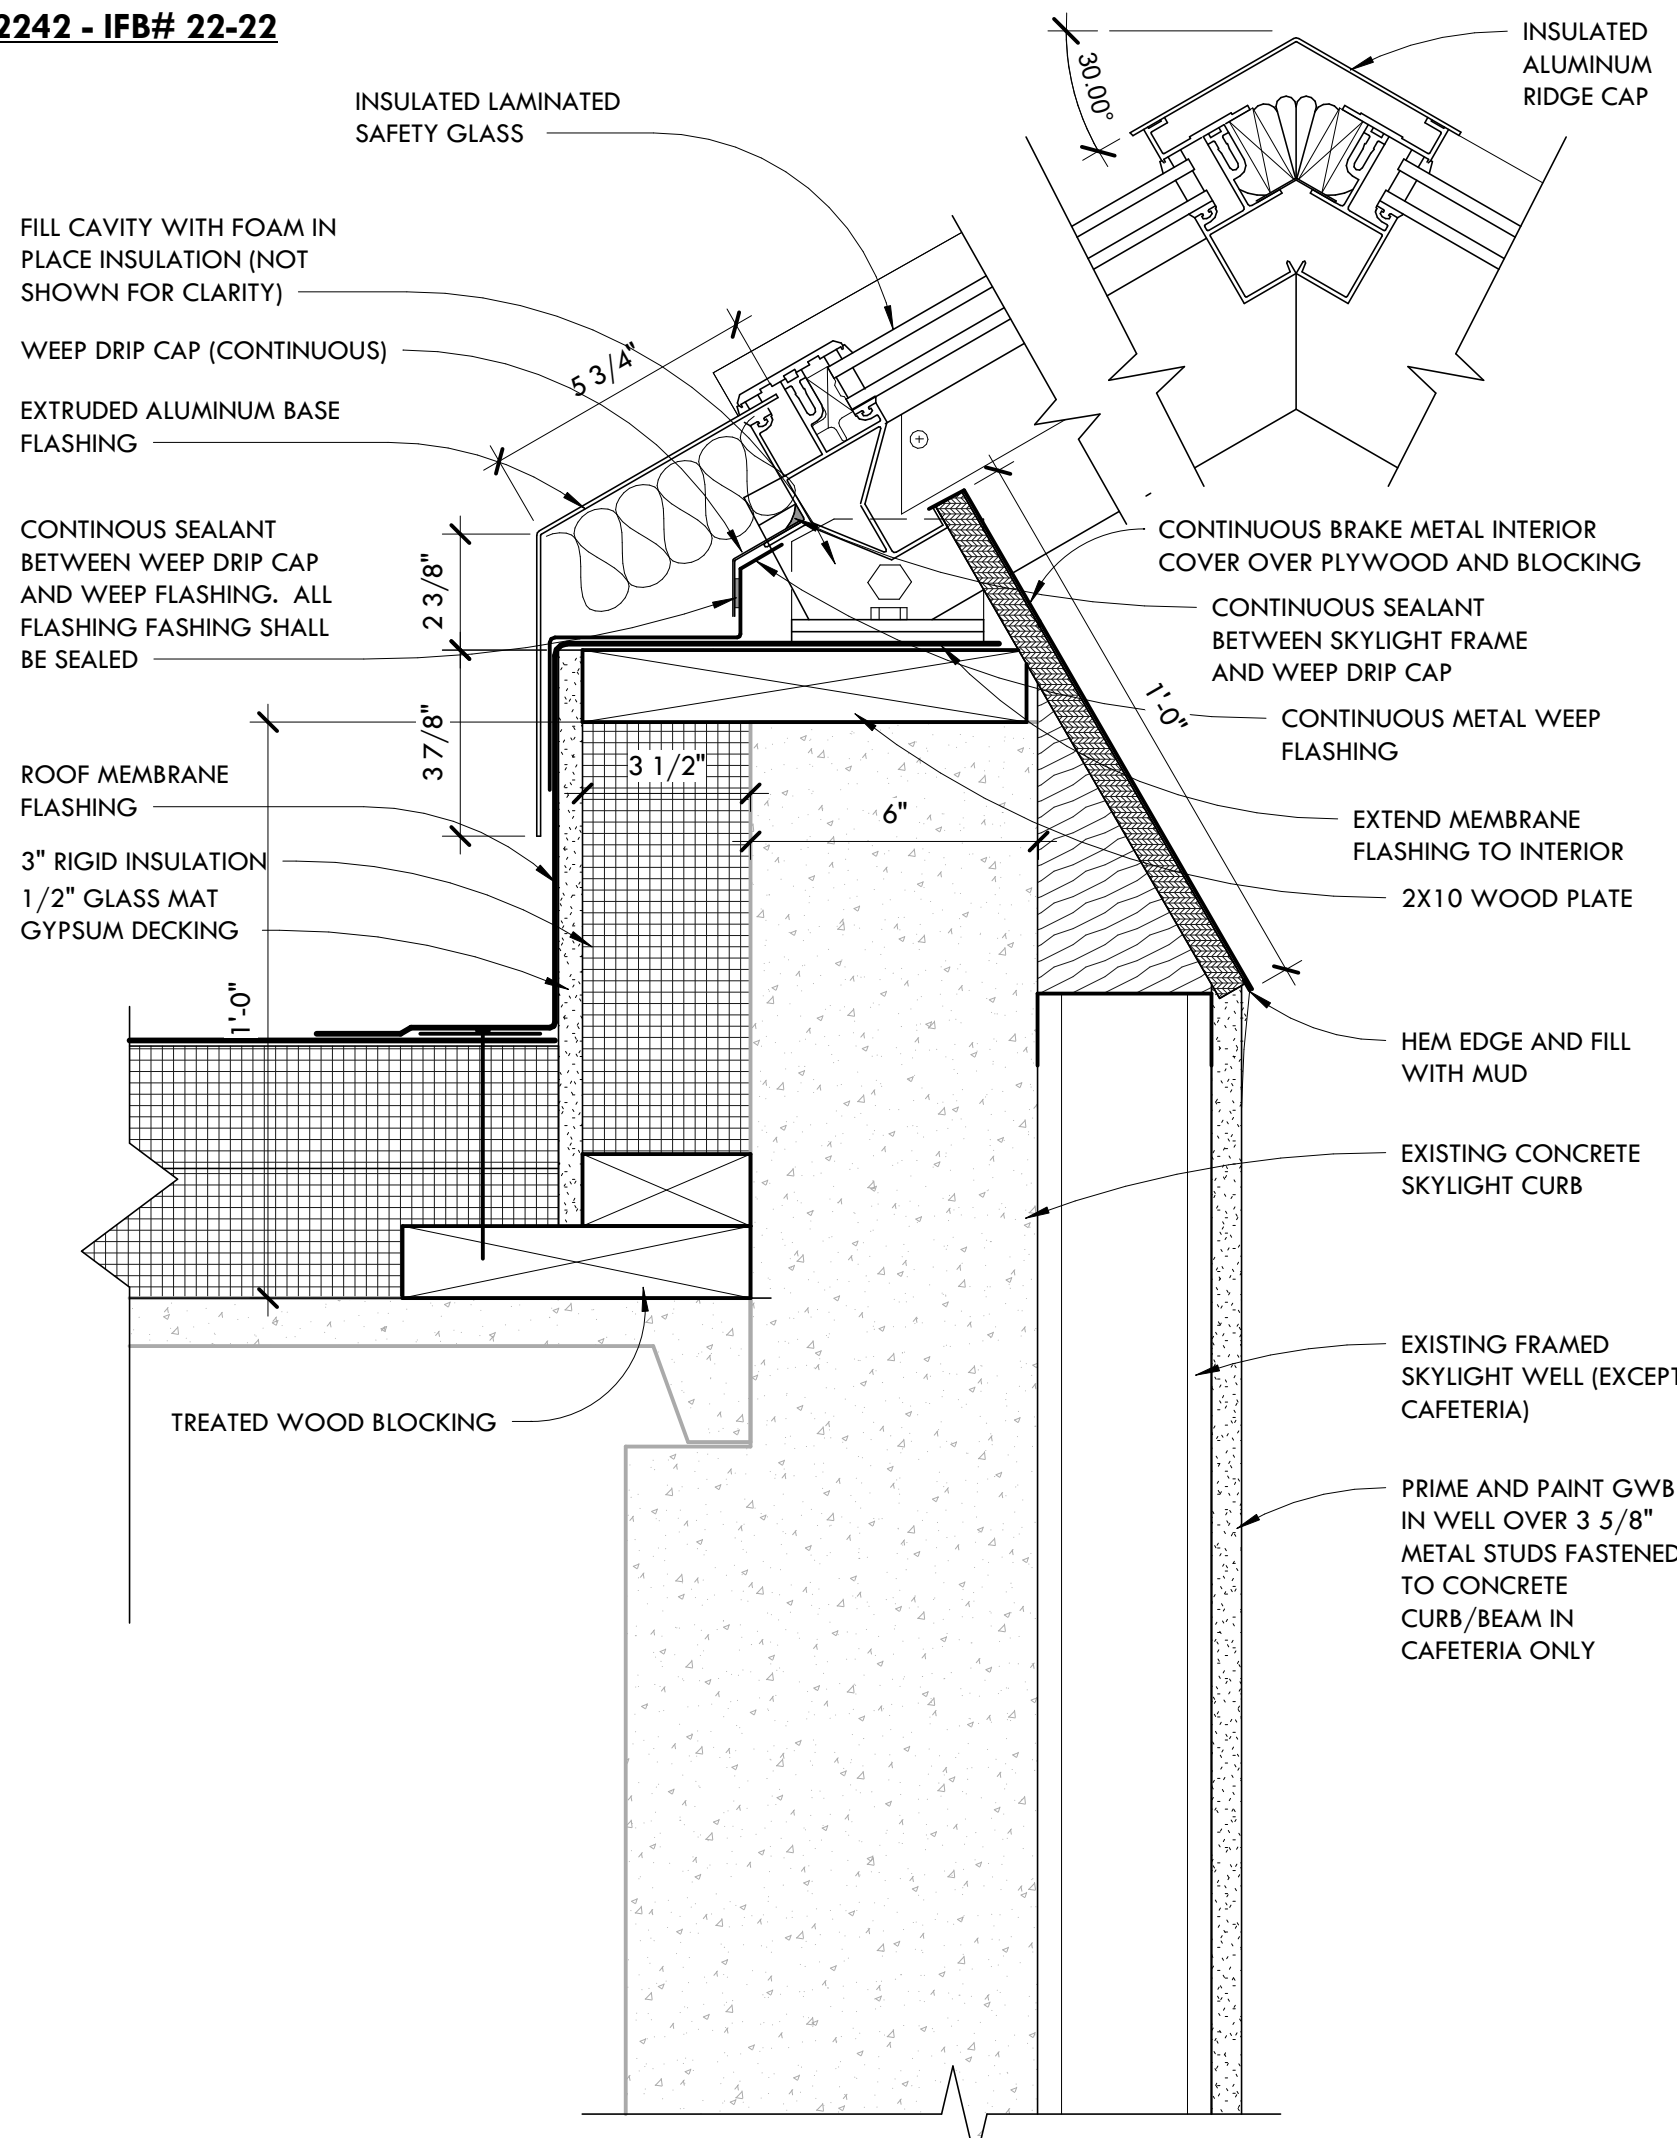 2242 - IFB# 22-22
INSULATED
ALUMINUM
RIDGE CAP
30.00°
INSULATED LAMINATED
SAFETY GLASS
FILL CAVITY WITH FOAM IN
PLACE INSULATION (NOT
SHOWN FOR CLARITY)
WEEP DRIP CAP (CONTINUOUS)
5 3/4"
EXTRUDED ALUMINUM BASE
FLASHING
CONTINOUS SEALANT
BETWEEN WEEP DRIP CAP
AND WEEP FLASHING. ALL
FLASHING FASHING SHALL
BE SEALED
2 3/8"
3 7/8"
CONTINUOUS BRAKE METAL INTERIOR
COVER OVER PLYWOOD AND BLOCKING
CONTINUOUS SEALANT
BETWEEN SKYLIGHT FRAME
AND WEEP DRIP CAP
1'-0"
CONTINUOUS METAL WEEP
FLASHING
ROOF MEMBRANE
FLASHING
3 1/2"
6"
EXTEND MEMBRANE
FLASHING TO INTERIOR
3" RIGID INSULATION
1/2" GLASS MAT
GYPSUM DECKING
2X10 WOOD PLATE
1'-0"
HEM EDGE AND FILL
WITH MUD
EXISTING CONCRETE
SKYLIGHT CURB
EXISTING FRAMED
SKYLIGHT WELL (EXCEPT
CAFETERIA)
TREATED WOOD BLOCKING
PRIME AND PAINT GWB
IN WELL OVER 3 5/8"
METAL STUDS FASTENED
TO CONCRETE
CURB/BEAM IN
CAFETERIA ONLY